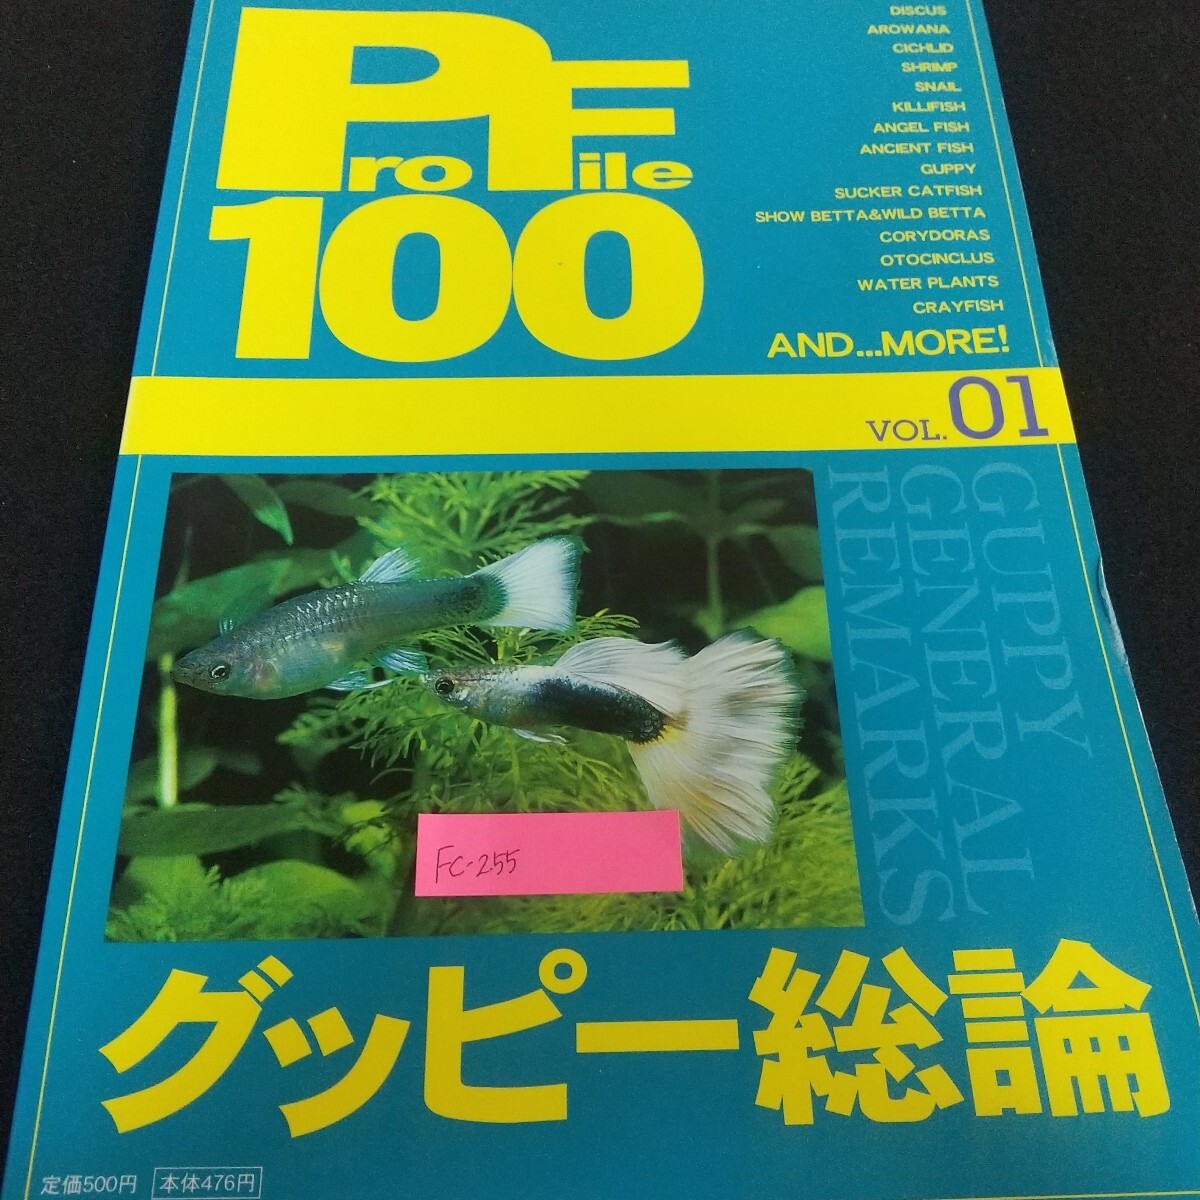 ProFile
100
DISCUS
AROWANA
CICHLID
SHRIMP
SNAIL
KILLIFISH
ANGEL FISH
ANCIENT FISH
GUPPY
SUCKER CATFISH
SHOW BETTA&WILD BETTA
CORYDORAS
OTOCINCLUS
WATER PLANTS
CRAYFISH
AND...MORE!
VOL.01
GUPPY
GENERAL
REMARKS
FC-255
グッピー総論
定価500円 本体476円